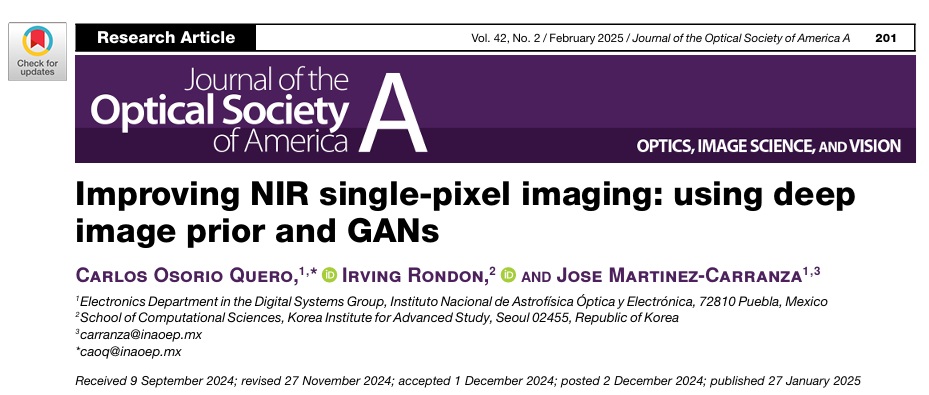 Check for
updates
Research Article
Vol. 42, No. 2 / February 2025 / Journal of the Optical Society of America A 201
Journal of the
Optical Society
of America
A
OPTICS, IMAGE SCIENCE, AND VISION
Improving NIR single-pixel imaging: using deep
image prior and GANs
CARLOS OSORIO QUERO,1,* iD IRVING RONDON,2 iD AND JOSE MARTINEZ-CARRANZA1,3
1Electronics Department in the Digital Systems Group, Instituto Nacional de Astrofísica Óptica y Electrónica, 72810 Puebla, Mexico
2School of Computational Sciences, Korea Institute for Advanced Study, Seoul 02455, Republic of Korea
3carranza@inaoep.mx
*caoq@inaoep.mx
Received 9 September 2024; revised 27 November 2024; accepted 1 December 2024; posted 2 December 2024; published 27 January 2025